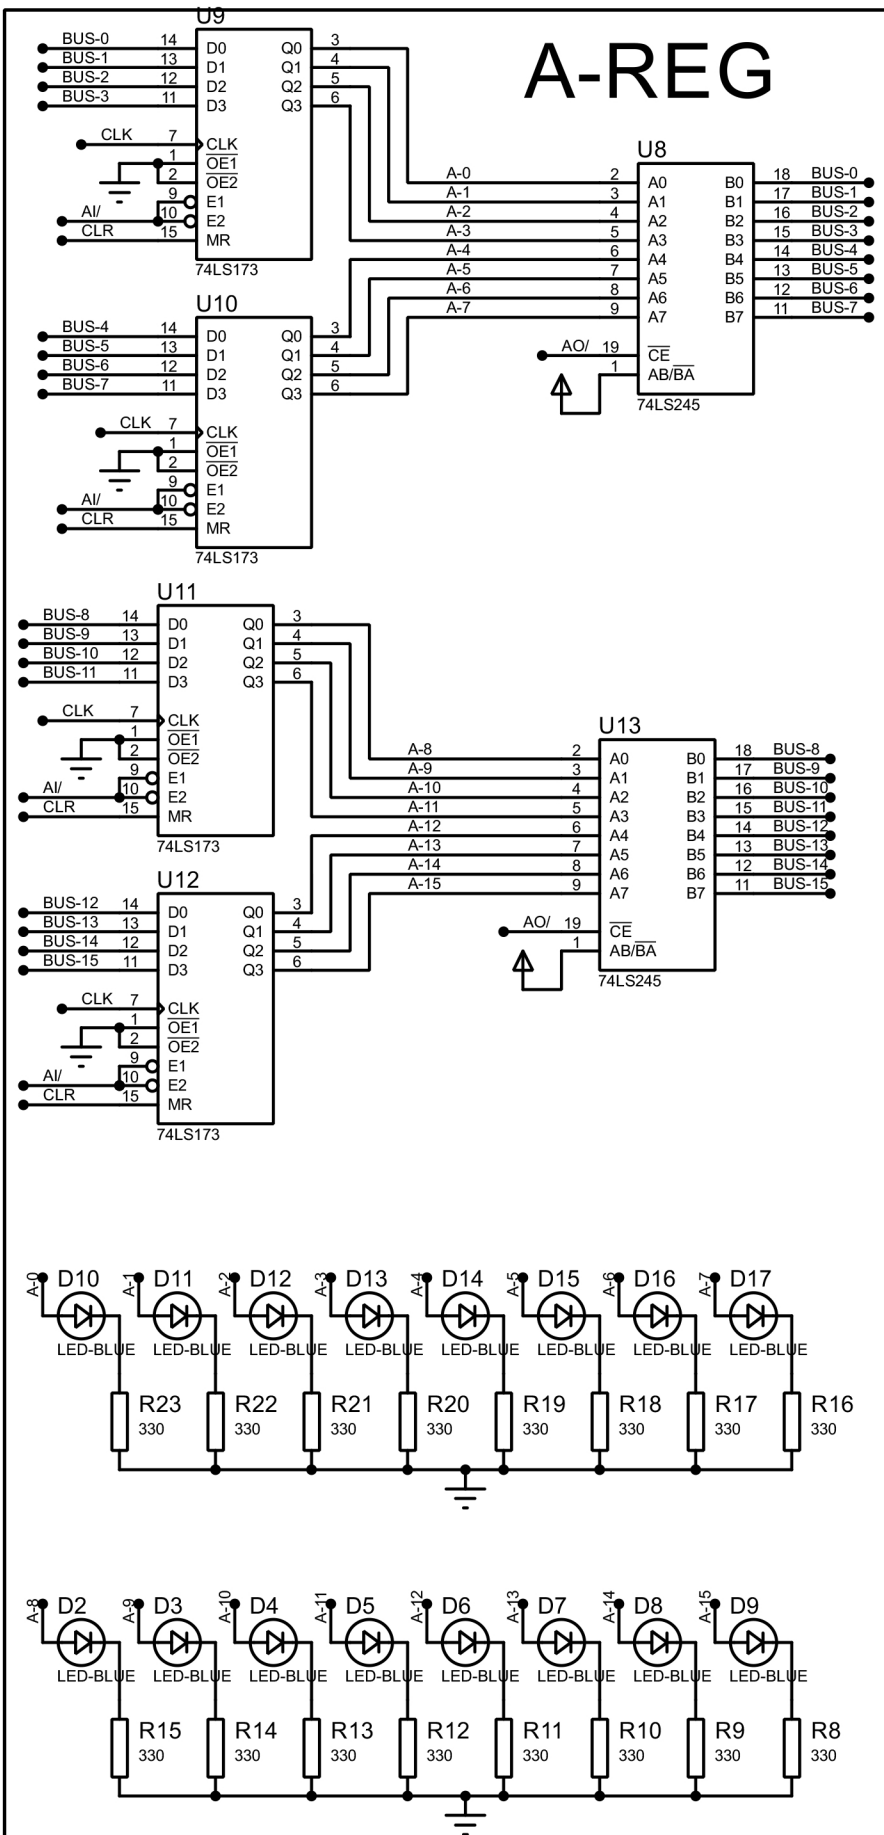 A-REG
U9
BUS-0 14 D0 Q0 3
BUS-1 13 D1 Q1 4
BUS-2 12 D2 Q2 5
BUS-3 11 D3 Q3 6
CLK 7 CLK
1 OE1
2 OE2
9 E1
AI/ 10 E2
CLR 15 MR
74LS173
U8
A-0 2 A0 B0 18 BUS-0
A-1 3 A1 B1 17 BUS-1
A-2 4 A2 B2 16 BUS-2
A-3 5 A3 B3 15 BUS-3
A-4 6 A4 B4 14 BUS-4
A-5 7 A5 B5 13 BUS-5
A-6 8 A6 B6 12 BUS-6
A-7 9 A7 B7 11 BUS-7
AO/ 19 CE
1 AB/BA
74LS245
U10
BUS-4 14 D0 Q0 3
BUS-5 13 D1 Q1 4
BUS-6 12 D2 Q2 5
BUS-7 11 D3 Q3 6
CLK 7 CLK
1 OE1
2 OE2
9 E1
AI/ 10 E2
CLR 15 MR
74LS173
U11
BUS-8 14 D0 Q0 3
BUS-9 13 D1 Q1 4
BUS-10 12 D2 Q2 5
BUS-11 11 D3 Q3 6
CLK 7 CLK
1 OE1
2 OE2
9 E1
AI/ 10 E2
CLR 15 MR
74LS173
U13
A-8 2 A0 B0 18 BUS-8
A-9 3 A1 B1 17 BUS-9
A-10 4 A2 B2 16 BUS-10
A-11 5 A3 B3 15 BUS-11
A-12 6 A4 B4 14 BUS-12
A-13 7 A5 B5 13 BUS-13
A-14 8 A6 B6 12 BUS-14
A-15 9 A7 B7 11 BUS-15
AO/ 19 CE
1 AB/BA
74LS245
U12
BUS-12 14 D0 Q0 3
BUS-13 13 D1 Q1 4
BUS-14 12 D2 Q2 5
BUS-15 11 D3 Q3 6
CLK 7 CLK
1 OE1
2 OE2
9 E1
AI/ 10 E2
CLR 15 MR
74LS173
A-0 D10 A-1 D11 A-2 D12 A-3 D13 A-4 D14 A-5 D15 A-6 D16 A-7 D17
LED-BLUE LED-BLUE LED-BLUE LED-BLUE LED-BLUE LED-BLUE LED-BLUE LED-BLUE
R23 R22 R21 R20 R19 R18 R17 R16
330 330 330 330 330 330 330 330
A-8 D2 A-9 D3 A-10 D4 A-11 D5 A-12 D6 A-13 D7 A-14 D8 A-15 D9
LED-BLUE LED-BLUE LED-BLUE LED-BLUE LED-BLUE LED-BLUE LED-BLUE LED-BLUE
R15 R14 R13 R12 R11 R10 R9 R8
330 330 330 330 330 330 330 330